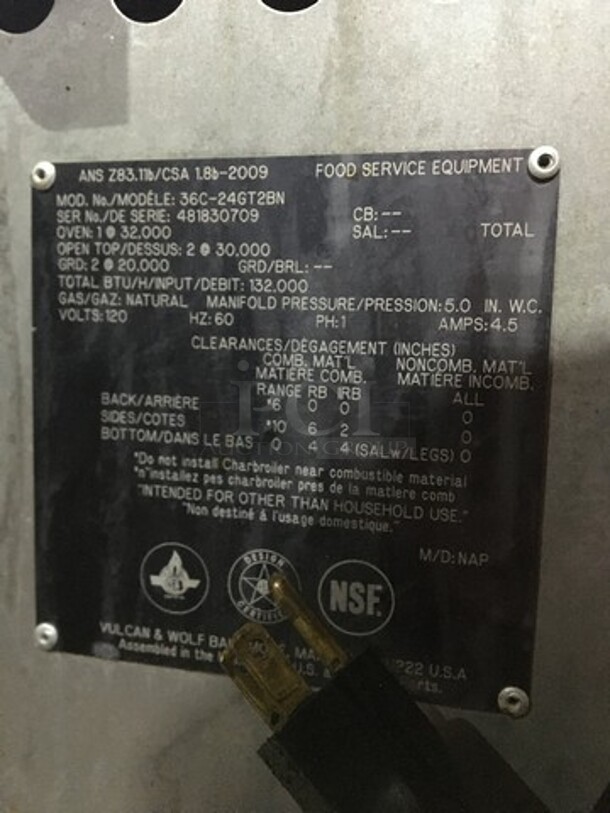 ANS Z83.11b/CSA 1.8b-2009 FOOD SERVICE EQUIPMENT
MOD. No./MODÈLE: 36C-24GT2BN
SER No./DE SERIE: 481830709 CB:--
OVEN: 1 @ 32,000 SAL:-- TOTAL
OPEN TOP/DESSUS: 2 @ 30,000
GRD: 2 @ 20,000 GRD/BRL: --
TOTAL BTU/H/INPUT/DEBIT: 132,000
GAS/GAZ: NATURAL MANIFOLD PRESSURE/PRESSION: 5.0 IN. W.C.
VOLTS: 120 HZ: 60 PH: 1 AMPS: 4.5
CLEARANCES/DÉGAGEMENT (INCHES)
COMB. MAT'L NONCOMB. MAT'L
MATIÈRE COMB. MATIÈRE INCOMB.
RANGE RB IRB ALL
BACK/ARRIÈRE *6 0 0 0
SIDES/COTES *10 6 2 0
BOTTOM/DANS LE BAS 0 4 4 (SALw/LEGS) 0
*Do not install Charbroiler near combustible material
*n'installez pas charbroiler pres de la matiere comb
"INTENDED FOR OTHER THAN HOUSEHOLD USE."
"Non destiné à l'usage domestique."
M/D: NAP
DESIGN
NSF.
VULCAN & WOLF 222 U.S.A
Assembled in the U.S.
pci
AUCTION GROUP